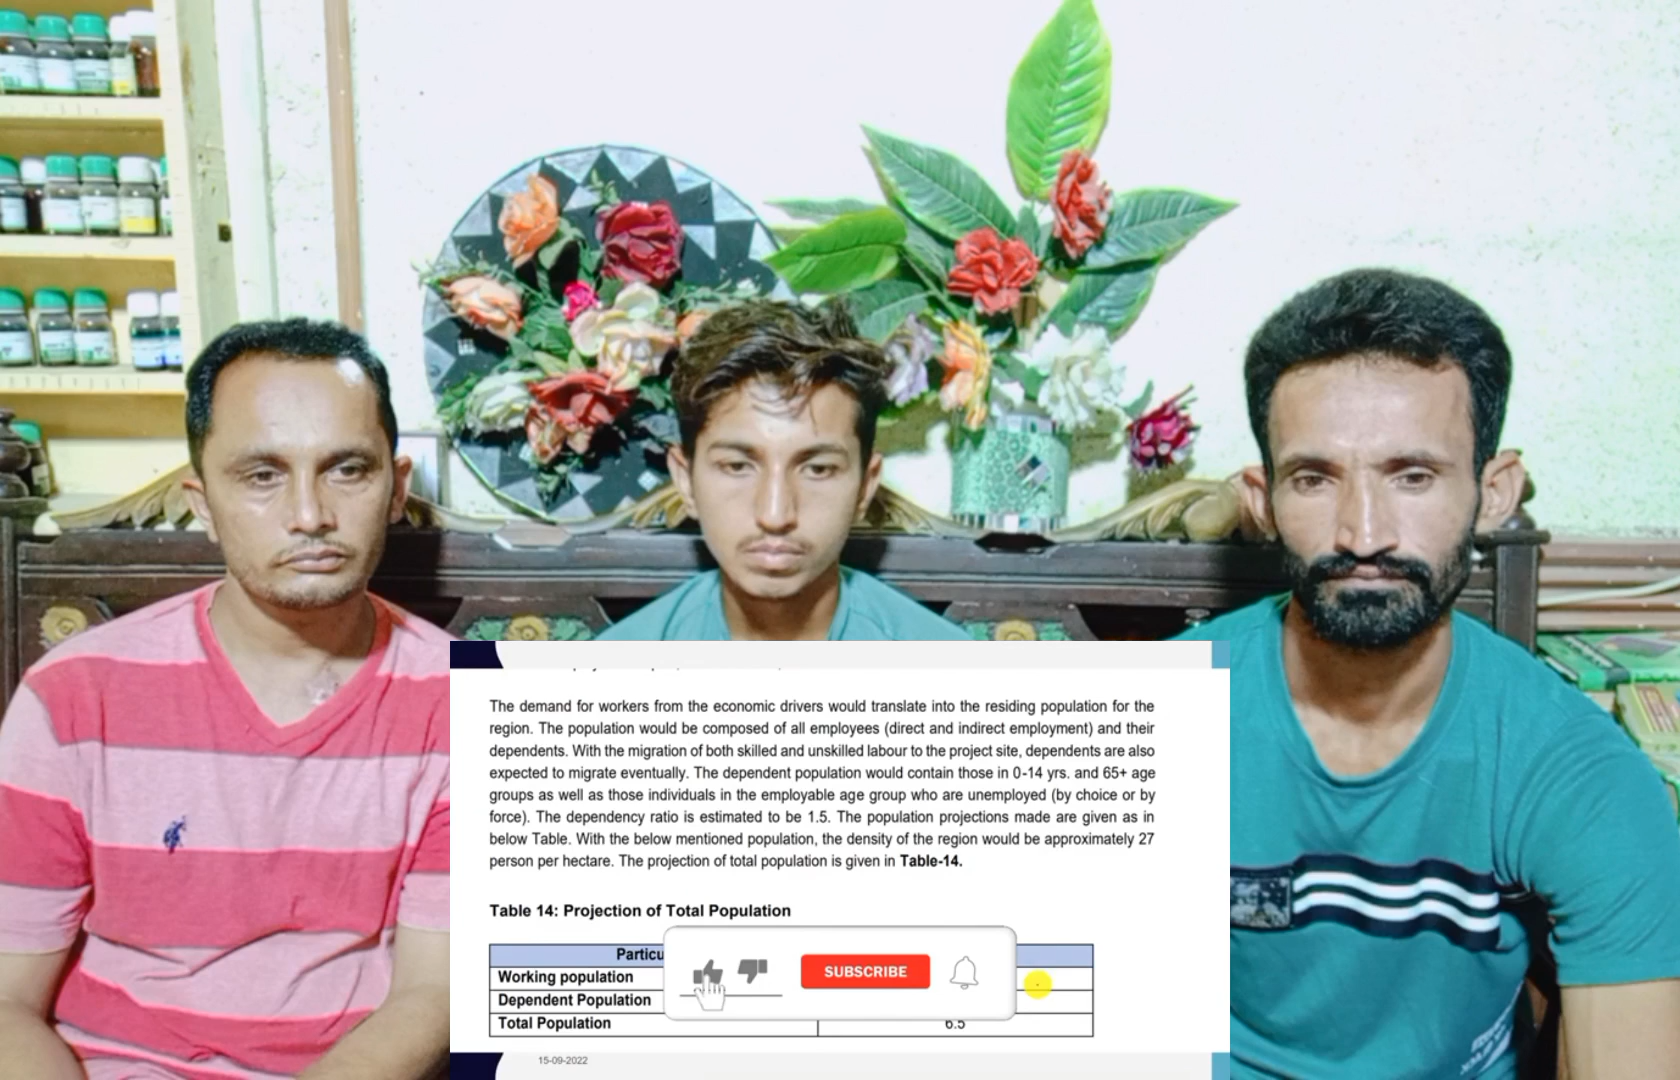 The demand for workers from the economic drivers would translate into the residing population for the
region. The population would be composed of all employees (direct and indirect employment) and their
dependents. With the migration of both skilled and unskilled labour to the project site, dependents are also
expected to migrate eventually. The dependent population would contain those in 0-14 yrs. and 65+ age
groups as well as those individuals in the employable age group who are unemployed (by choice or by
force). The dependency ratio is estimated to be 1.5. The population projections made are given as in
below Table. With the below mentioned population, the density of the region would be approximately 27
person per hectare. The projection of total population is given in Table-14.
Table 14: Projection of Total Population
Working population
SUBSCRIBE
Dependent Population
Total Population 6.5
15-09-2022